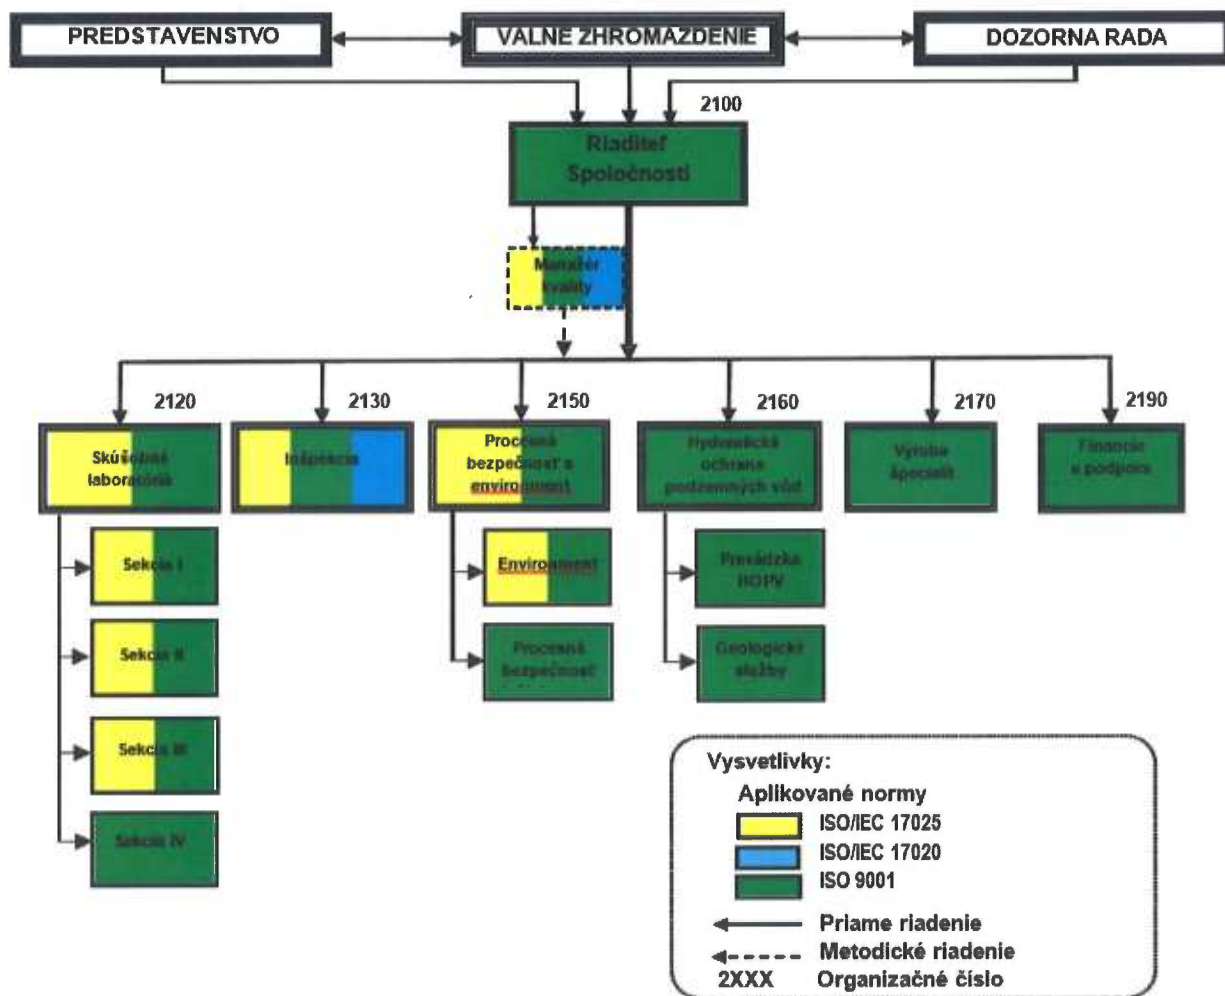 PREDSTAVENSTVO
VALNE ZHROMAZDENIE
DOZORNA RADA
2100
Riaditeľ
Spoločnosti
Manažér
kvality
2120
2130
2150
2160
2170
2190
Skúšobné
laboratóriá
Inšpekcia
Procesná
bezpečnosť a
environment
Hydraulická
ochrana
podzemných vôd
Výroba
špecialít
Financie
a podpora
Sekcia I
Sekcia II
Sekcia III
Sekcia IV
Environment
Procesná
bezpečnosť
Prevádzka
HOPV
Geologické
služby
Vysvetlivky:
Aplikované normy
ISO/IEC 17025
ISO/IEC 17020
ISO 9001
Priame riadenie
Metodické riadenie
2XXX Organizačné číslo